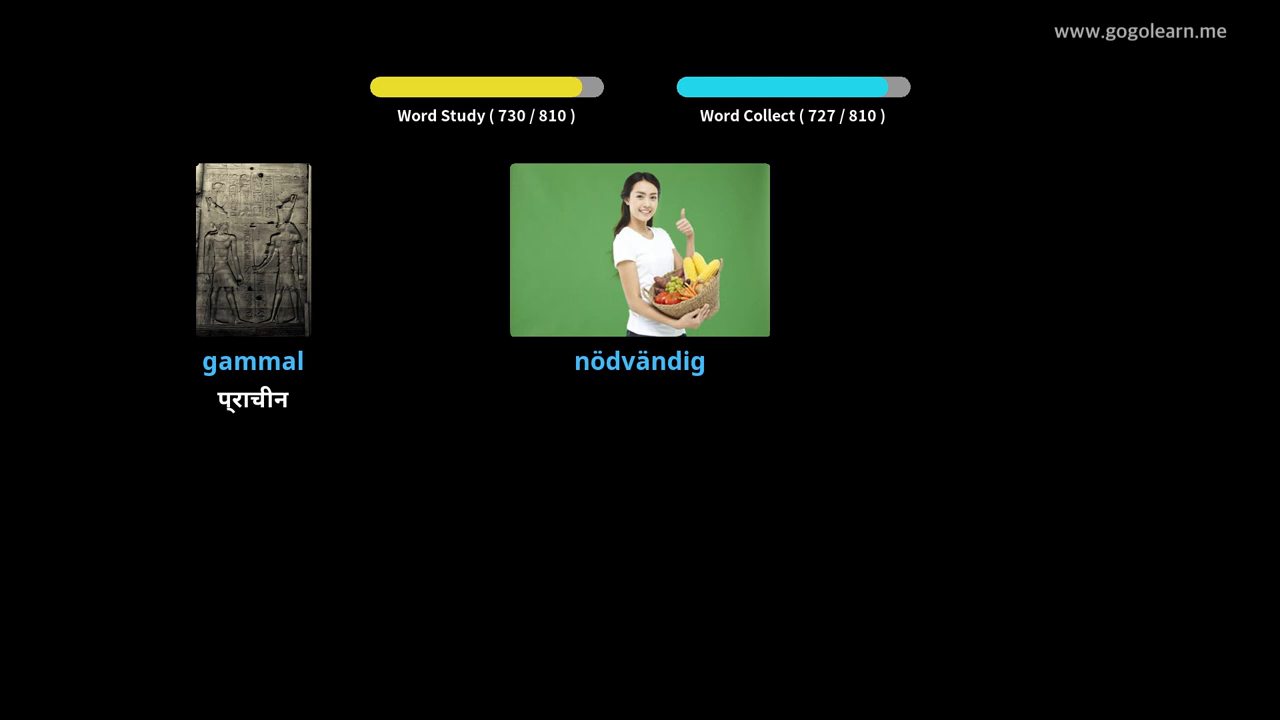 www.gogolearn.me
Word Study ( 730 / 810 )
Word Collect ( 727 / 810 )
gammal
प्राचीन
nödvändig